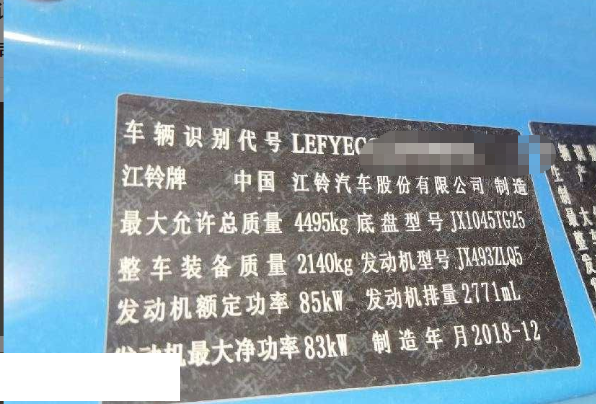 车辆识别代号 LEFYEC
江铃牌 中国 江铃汽车股份有限公司 制造
最大允许总质量 4495kg 底盘型号 JX1045TG25
整车装备质量 2140kg 发动机型号 JX493ZLQ5
发动机额定功率 85kW 发动机排量 2771mL
发动机最大净功率 83kW 制造年月 2018-12